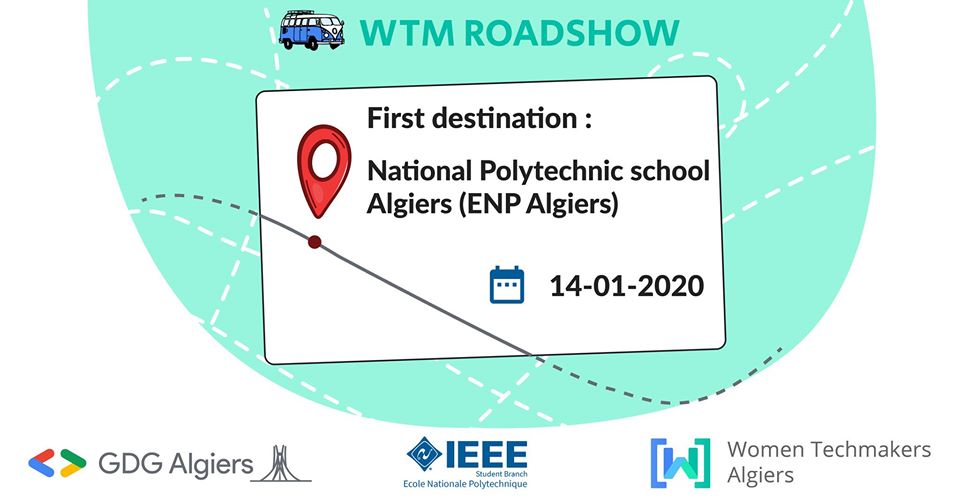 WTM ROADSHOW
First destination :
National Polytechnic school
Algiers (ENP Algiers)
14-01-2020
GDG Algiers
IEEE
Student Branch
Ecole Nationale Polytechnique
Women Techmakers
Algiers